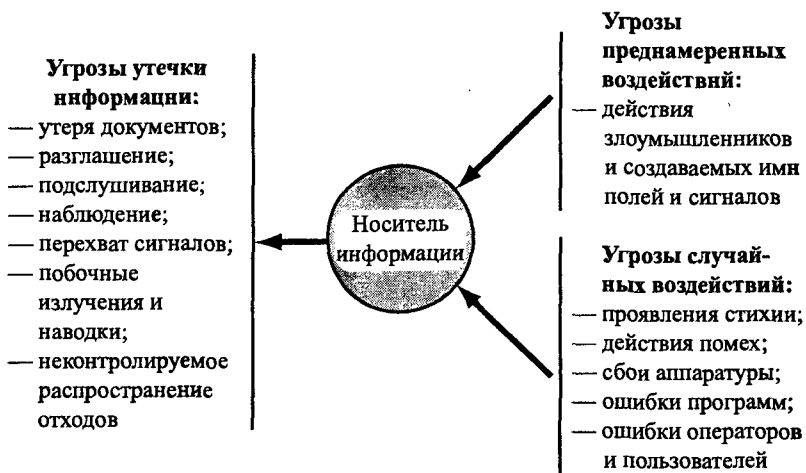 Угрозы утечки
информации:
— утеря документов;
— разглашение;
— подслушивание;
— наблюдение;
— перехват сигналов;
— побочные
излучения и
наводки;
— неконтролируемое
распространение
отходов
Носитель
информации
Угрозы
преднамеренных
воздействий:
— действия
злоумышленников
и создаваемых ими
полей и сигналов
Угрозы случай-
ных воздействий:
— проявления стихии;
— действия помех;
— сбои аппаратуры;
— ошибки программ;
— ошибки операторов
и пользователей